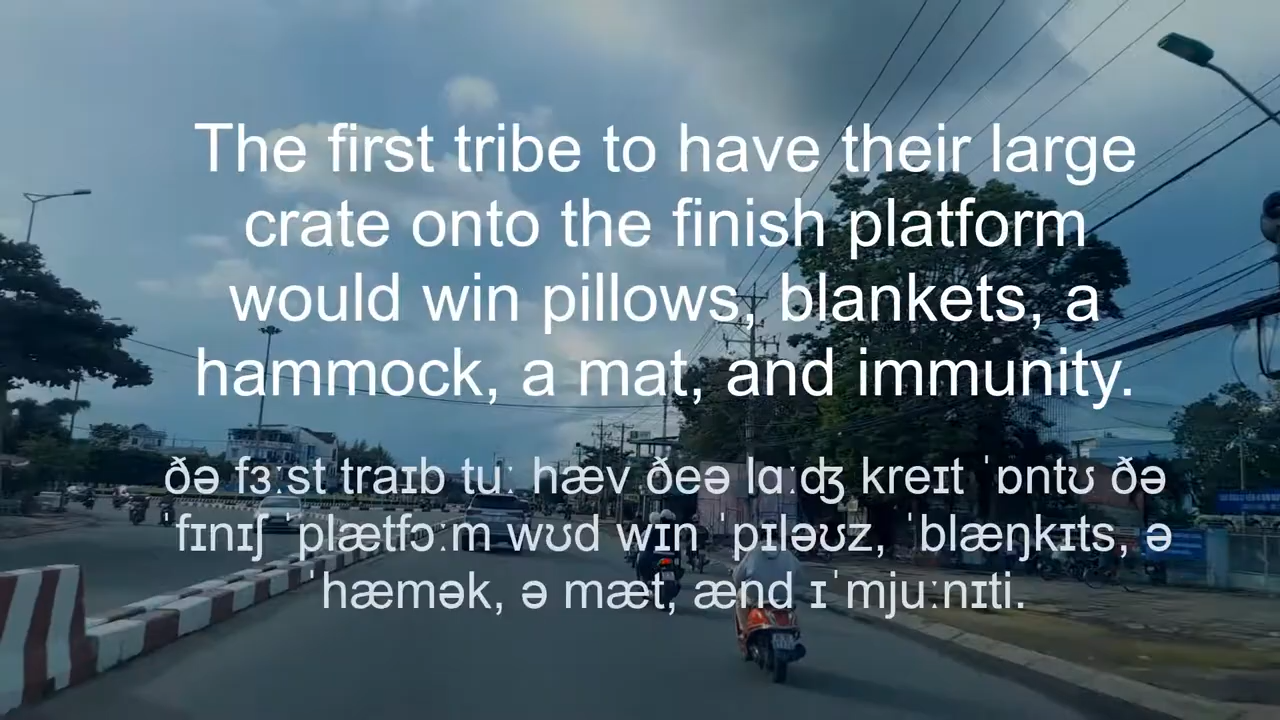 The first tribe to have their large
crate onto the finish platform
would win pillows, blankets, a
hammock, a mat, and immunity.
ðə fɜːst traɪb tuː hæv ðeə lɑːʤ kreɪt ˈɒntʊ ðə
ˈfɪnɪʃ ˈplætfɔːm wʊd wɪn ˈpɪləʊz, ˈblæŋkɪts, ə
ˈhæmək, ə mæt, ænd ɪˈmjuːnɪti.